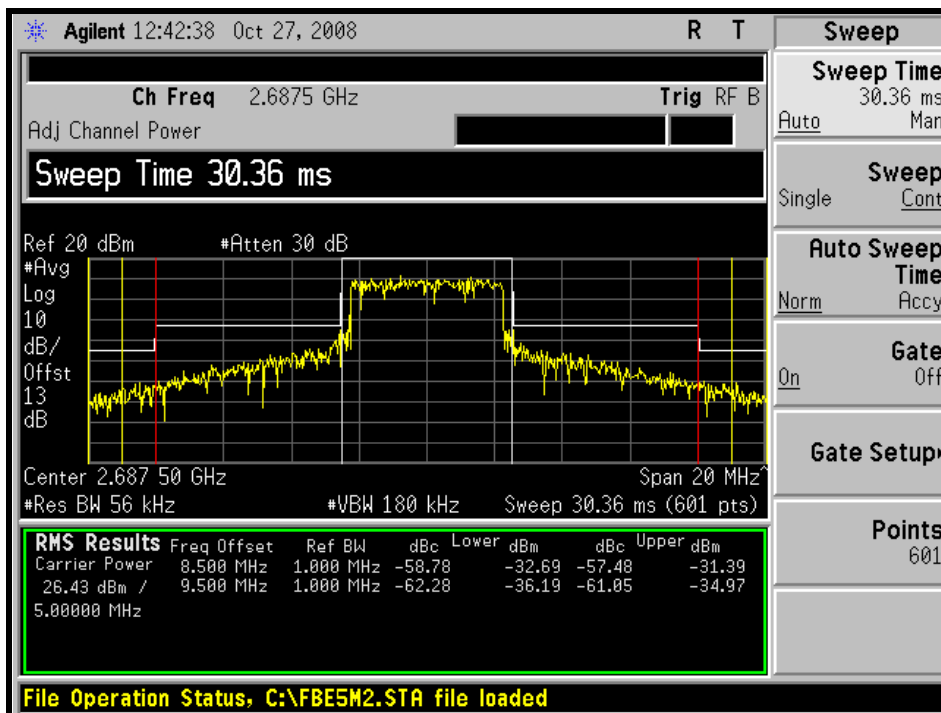 Agilent 12:42:38 Oct 27, 2008 R T
Ch Freq 2.6875 GHz Trig RF B
Adj Channel Power
Sweep Time 30.36 ms
Ref 20 dBm #Atten 30 dB
#Avg
Log
10
dB/
Offst
13
dB
Center 2.687 50 GHz Span 20 MHz^
#Res BW 56 kHz #VBW 180 kHz Sweep 30.36 ms (601 pts)
RMS Results Freq Offset Ref BW dBc Lower dBm dBc Upper dBm
Carrier Power 8.500 MHz 1.000 MHz -58.78 -32.69 -57.48 -31.39
26.43 dBm / 9.500 MHz 1.000 MHz -62.28 -36.19 -61.05 -34.97
5.00000 MHz
File Operation Status, C:\FBE5M2.STA file loaded
Sweep
Sweep Time
30.36 ms
Auto Man
Sweep
Single Cont
Auto Sweep
Time
Norm Accy
Gate
On Off
Gate Setup
Points
601